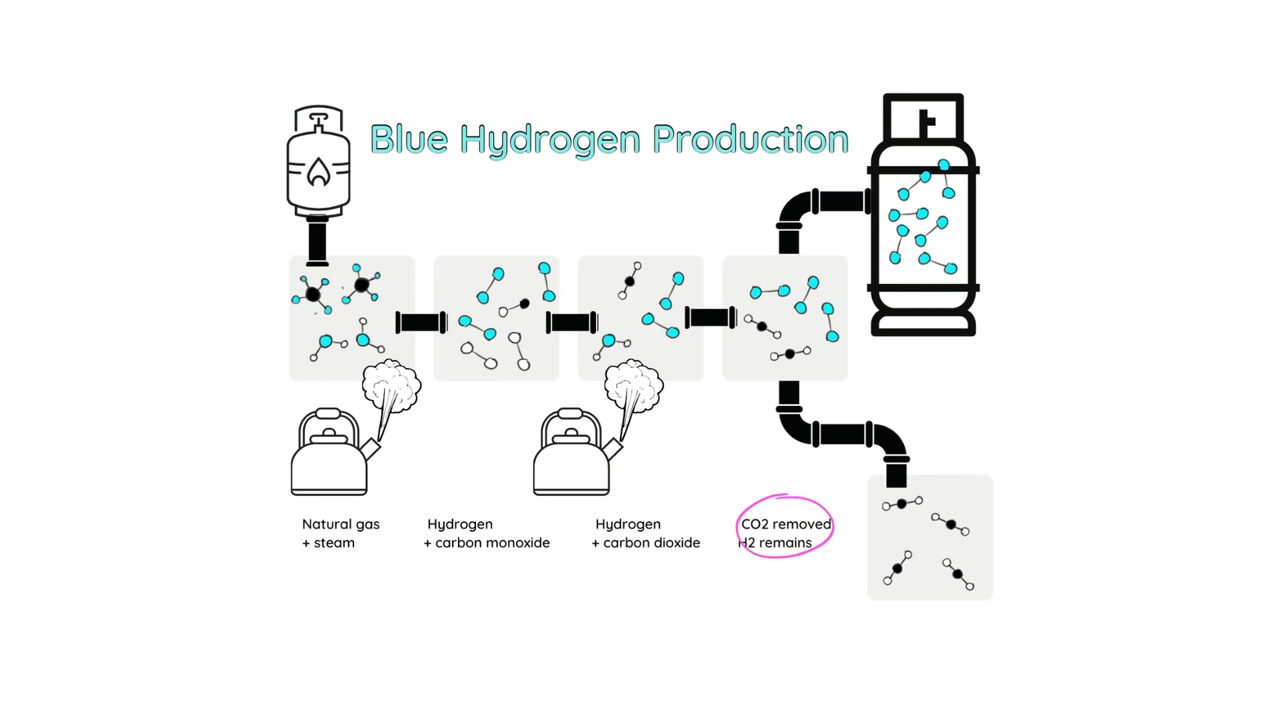 Blue Hydrogen Production
Natural gas
+ steam
Hydrogen
+ carbon monoxide
Hydrogen
+ carbon dioxide
CO2 removed
H2 remains